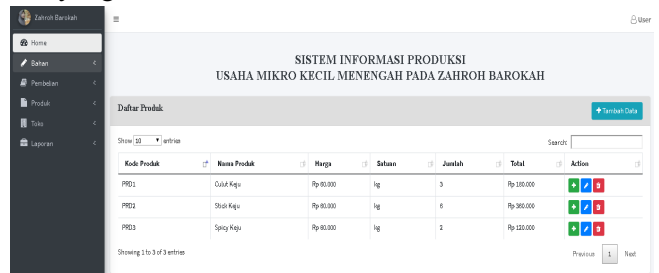 Zahroh Barokah
User
Home
Bahan
Pembelian
Produk
Toko
Laporan
SISTEM INFORMASI PRODUKSI
USAHA MIKRO KECIL MENENGAH PADA ZAHROH BAROKAH
Daftar Produk
+ Tambah Data
Show 10 entries
Search:
Kode Produk Nama Produk Harga Satuan Jumlah Total Action
PRD1 Culut Keju Rp 60.000 kg 3 Rp 180.000
PRD2 Stick Keju Rp 60.000 kg 6 Rp 360.000
PRD3 Spicy Keju Rp 60.000 kg 2 Rp 120.000
Showing 1 to 3 of 3 entries
Previous 1 Next